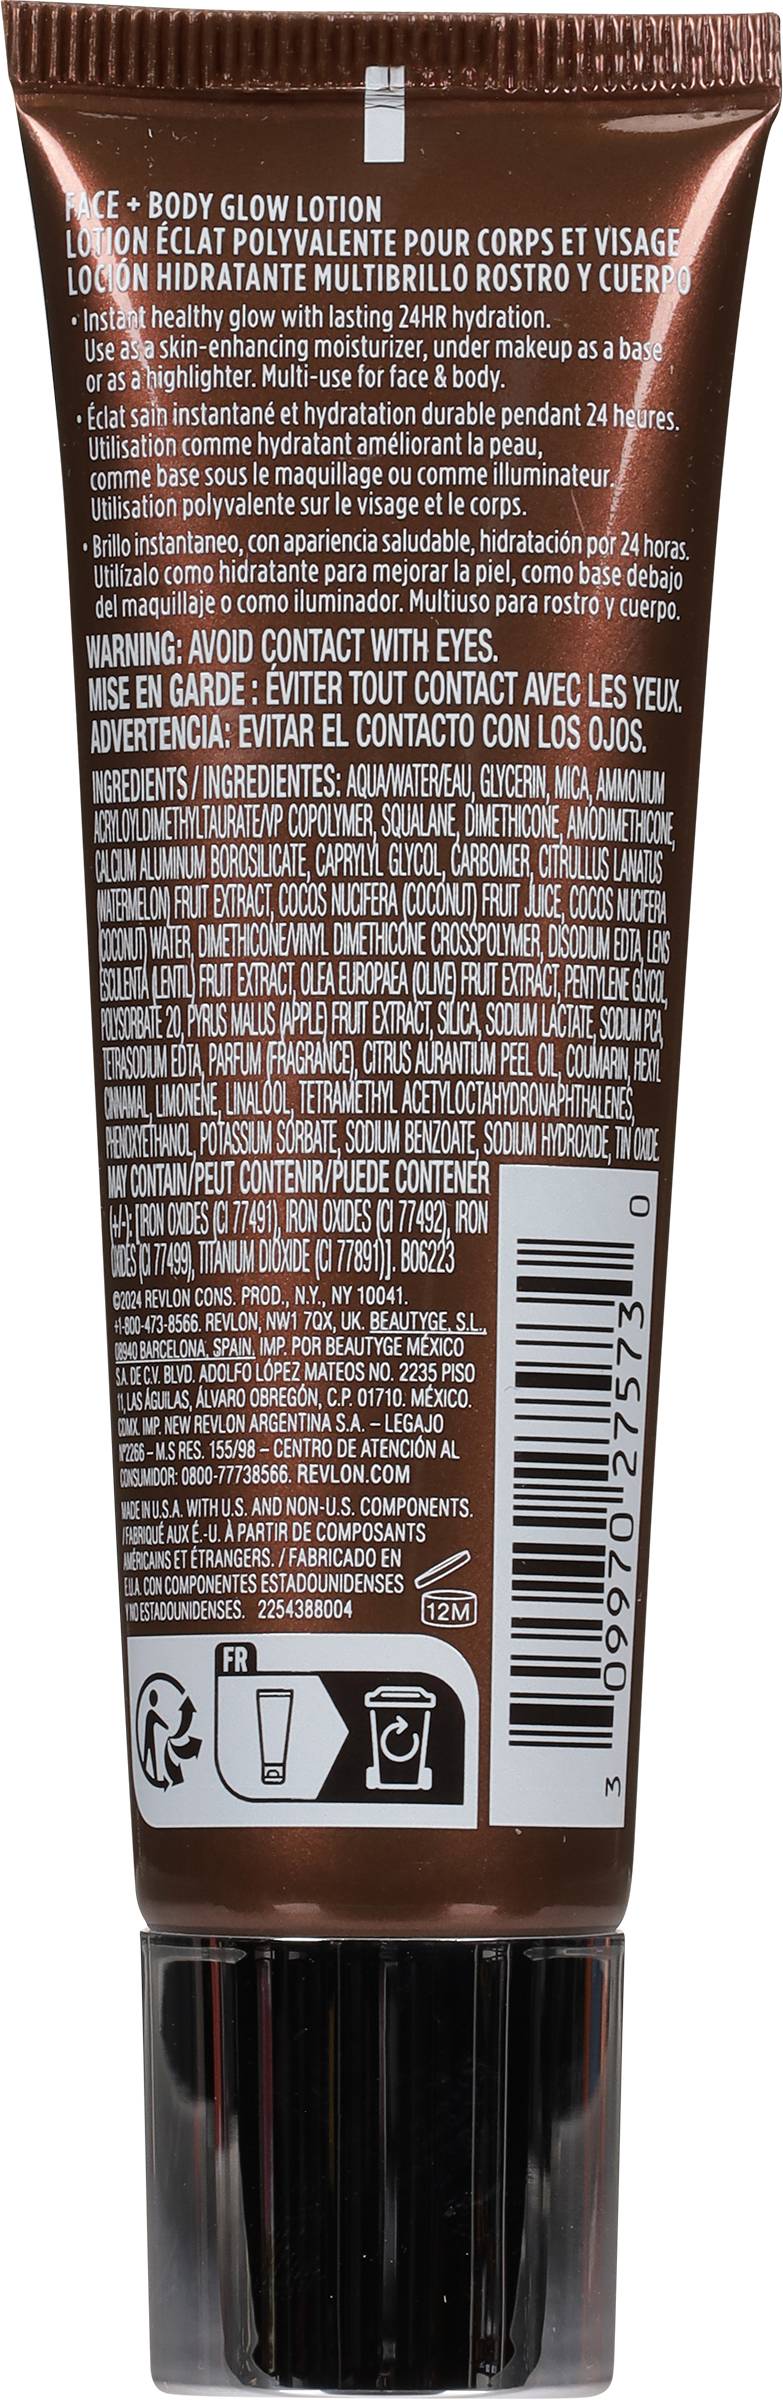 FACE + BODY GLOW LOTION
LOTION ÉCLAT POLYVALENTE POUR CORPS ET VISAGE
LOCIÓN HIDRATANTE MULTIBRILLO ROSTRO Y CUERPO
• Instant healthy glow with lasting 24HR hydration.
Use as a skin-enhancing moisturizer, under makeup as a base
or as a highlighter. Multi-use for face & body.
• Éclat sain instantané et hydratation durable pendant 24 heures.
Utilisation comme hydratant améliorant la peau,
comme base sous le maquillage ou comme illuminateur.
Utilisation polyvalente sur le visage et le corps.
• Brillo instantaneo, con apariencia saludable, hidratación por 24 horas.
Utilízalo como hidratante para mejorar la piel, como base debajo
del maquillaje o como iluminador. Multiuso para rostro y cuerpo.
WARNING: AVOID CONTACT WITH EYES.
MISE EN GARDE : ÉVITER TOUT CONTACT AVEC LES YEUX.
ADVERTENCIA: EVITAR EL CONTACTO CON LOS OJOS.
INGREDIENTS / INGREDIENTES: AQUA/WATER/EAU, GLYCERIN, MICA, AMMONIUM
ACRYLOYLDIMETHYLTAURATE/VP COPOLYMER, SQUALANE, DIMETHICONE, AMODIMETHICONE,
CALCIUM ALUMINUM BOROSILICATE, CAPRYLYL GLYCOL, CARBOMER, CITRULLUS LANATUS
(WATERMELON) FRUIT EXTRACT, COCOS NUCIFERA (COCONUT) FRUIT JUICE, COCOS NUCIFERA
(COCONUT) WATER, DIMETHICONE/VINYL DIMETHICONE CROSSPOLYMER, DISODIUM EDTA, LENS
ESCULENTA (LENTIL) FRUIT EXTRACT, OLEA EUROPAEA (OLIVE) FRUIT EXTRACT, PENTYLENE GLYCOL,
POLYSORBATE 20, PYRUS MALUS (APPLE) FRUIT EXTRACT, SILICA, SODIUM LACTATE, SODIUM PCA,
TETRASODIUM EDTA, PARFUM (FRAGRANCE), CITRUS AURANTIUM PEEL OIL, COUMARIN, HEXYL
CINNAMAL, LIMONENE, LINALOOL, TETRAMETHYL ACETYLOCTAHYDRONAPHTHALENES,
PHENOXYETHANOL, POTASSIUM SORBATE, SODIUM BENZOATE, SODIUM HYDROXIDE, TIN OXIDE
MAY CONTAIN/PEUT CONTENIR/PUEDE CONTENER
(+/-): [IRON OXIDES (CI 77491), IRON OXIDES (CI 77492), IRON
OXIDES (CI 77499), TITANIUM DIOXIDE (CI 77891)]. B06223
©2024 REVLON CONS. PROD., N.Y., NY 10041.
+1-800-473-8566. REVLON, NW1 7QX, UK. BEAUTYGE, S.L.,
08940 BARCELONA, SPAIN, IMP. POR BEAUTYGE MÉXICO
S.A. DE C.V. BLVD. ADOLFO LÓPEZ MATEOS NO. 2235 PISO
11, LAS ÁGUILAS, ÁLVARO OBREGÓN, C.P. 01710. MÉXICO.
CDMX. IMP. NEW REVLON ARGENTINA S.A. – LEGAJO
N°2266 – M.S RES. 155/98 – CENTRO DE ATENCIÓN AL
CONSUMIDOR: 0800-77738566. REVLON.COM
MADE IN U.S.A. WITH U.S. AND NON-U.S. COMPONENTS.
/ FABRIQUÉ AUX É.-U. À PARTIR DE COMPOSANTS
AMÉRICAINS ET ÉTRANGERS. / FABRICADO EN
E.U.A. CON COMPONENTES ESTADOUNIDENSES
Y NO ESTADOUNIDENSES. 2254388004
12M
FR
3 09970 27573 0